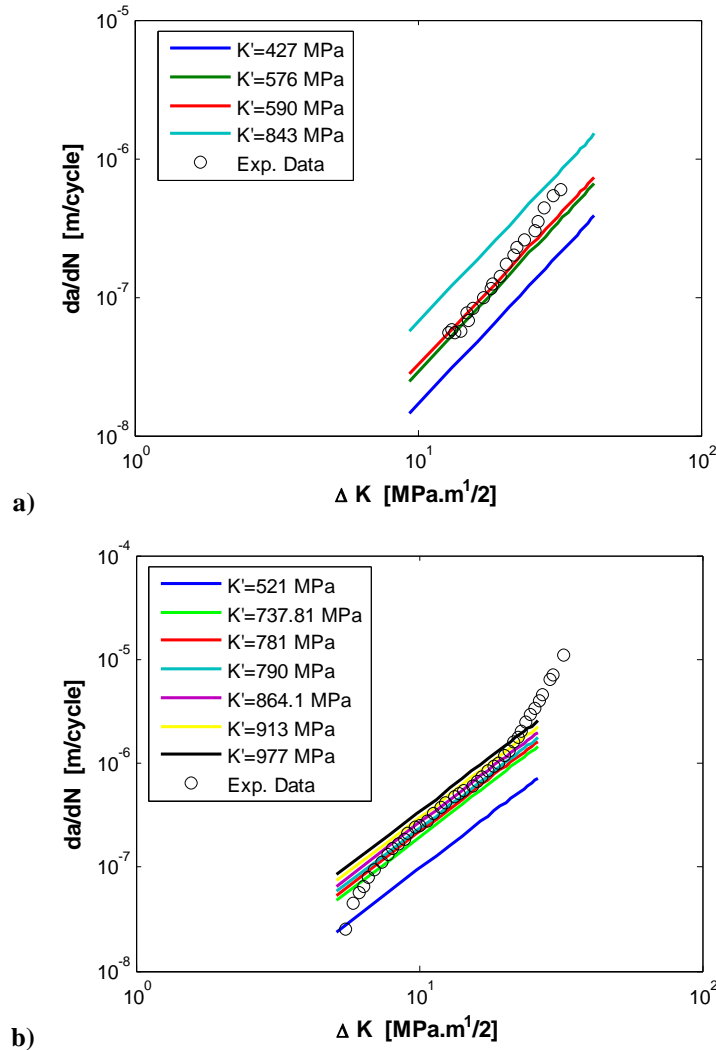 10^-5
K'=427 MPa
K'=576 MPa
K'=590 MPa
K'=843 MPa
Exp. Data
10^-6
da/dN [m/cycle]
10^-7
10^-8
10^0
10^1
10^2
Δ K [MPa.m^1/2]
a)
10^-4
K'=521 MPa
K'=737.81MPa
K'=781 MPa
K'=790 MPa
K'=864.1 MPa
K'=913 MPa
K'=977 MPa
Exp. Data
10^-5
da/dN [m/cycle]
10^-6
10^-7
10^-8
10^0
10^1
10^2
Δ K [MPa.m^1/2]
b)